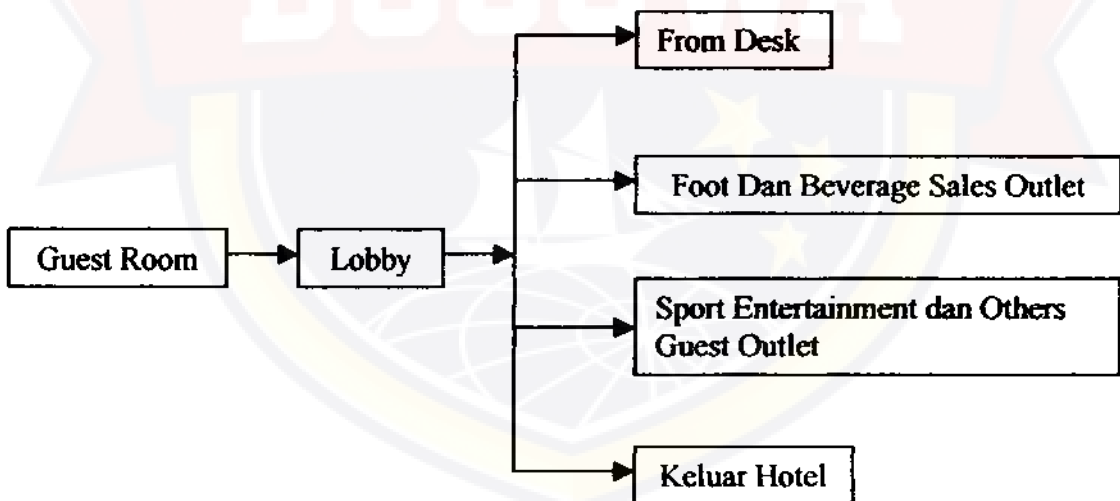 From Desk
Foot Dan Beverage Sales Outlet
Guest Room
Lobby
Sport Entertainment dan Others
Guest Outlet
Keluar Hotel